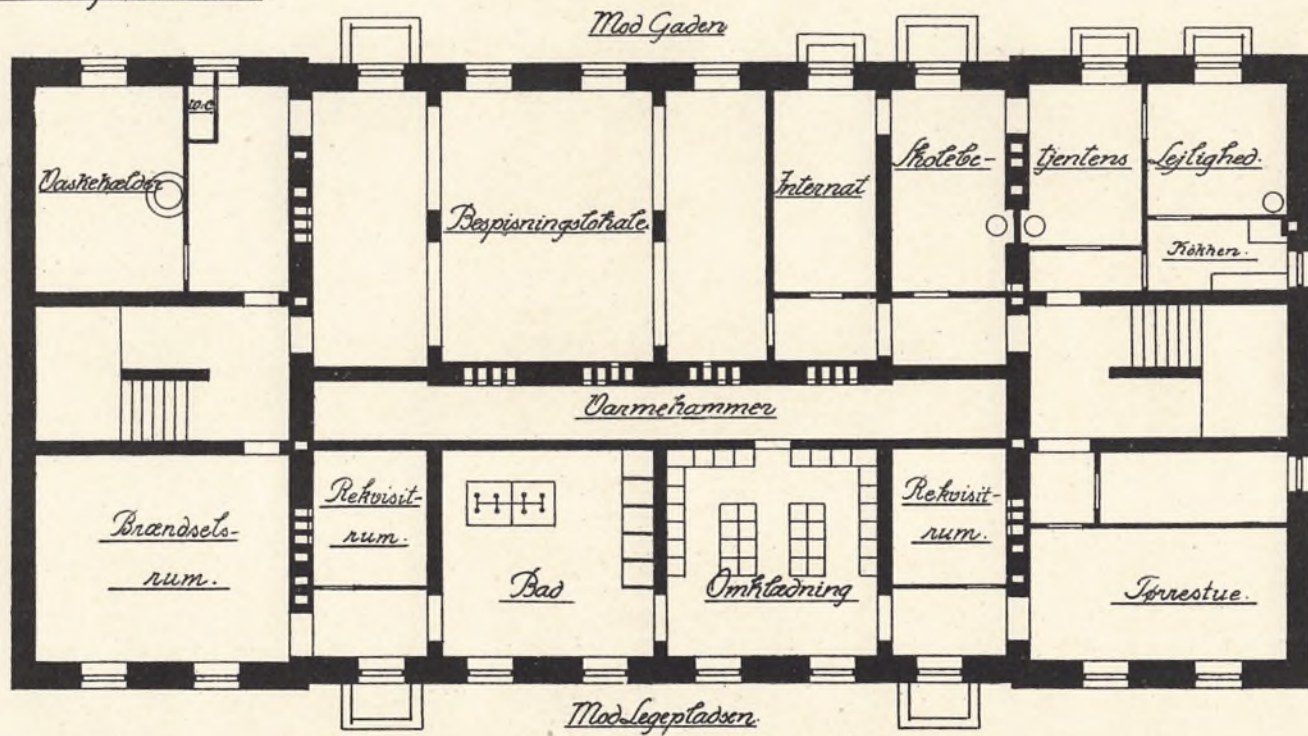 Mod Gaden
W.C
Vaskekælder
Bespisningslokale
Internat
Skolebe-
tjentens
Lejlighed.
Køkken.
Varmekammer
Brændsels-
rum.
Rekvisit-
rum.
Bad
Omklædning
Rekvisit-
rum.
Tørrestue.
Mod Legepladsen.